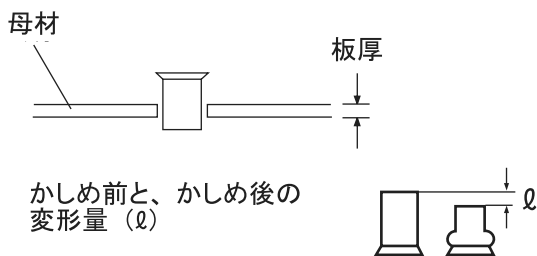 母材
板厚
かしめ前と、かしめ後の
変形量（ℓ）
ℓ